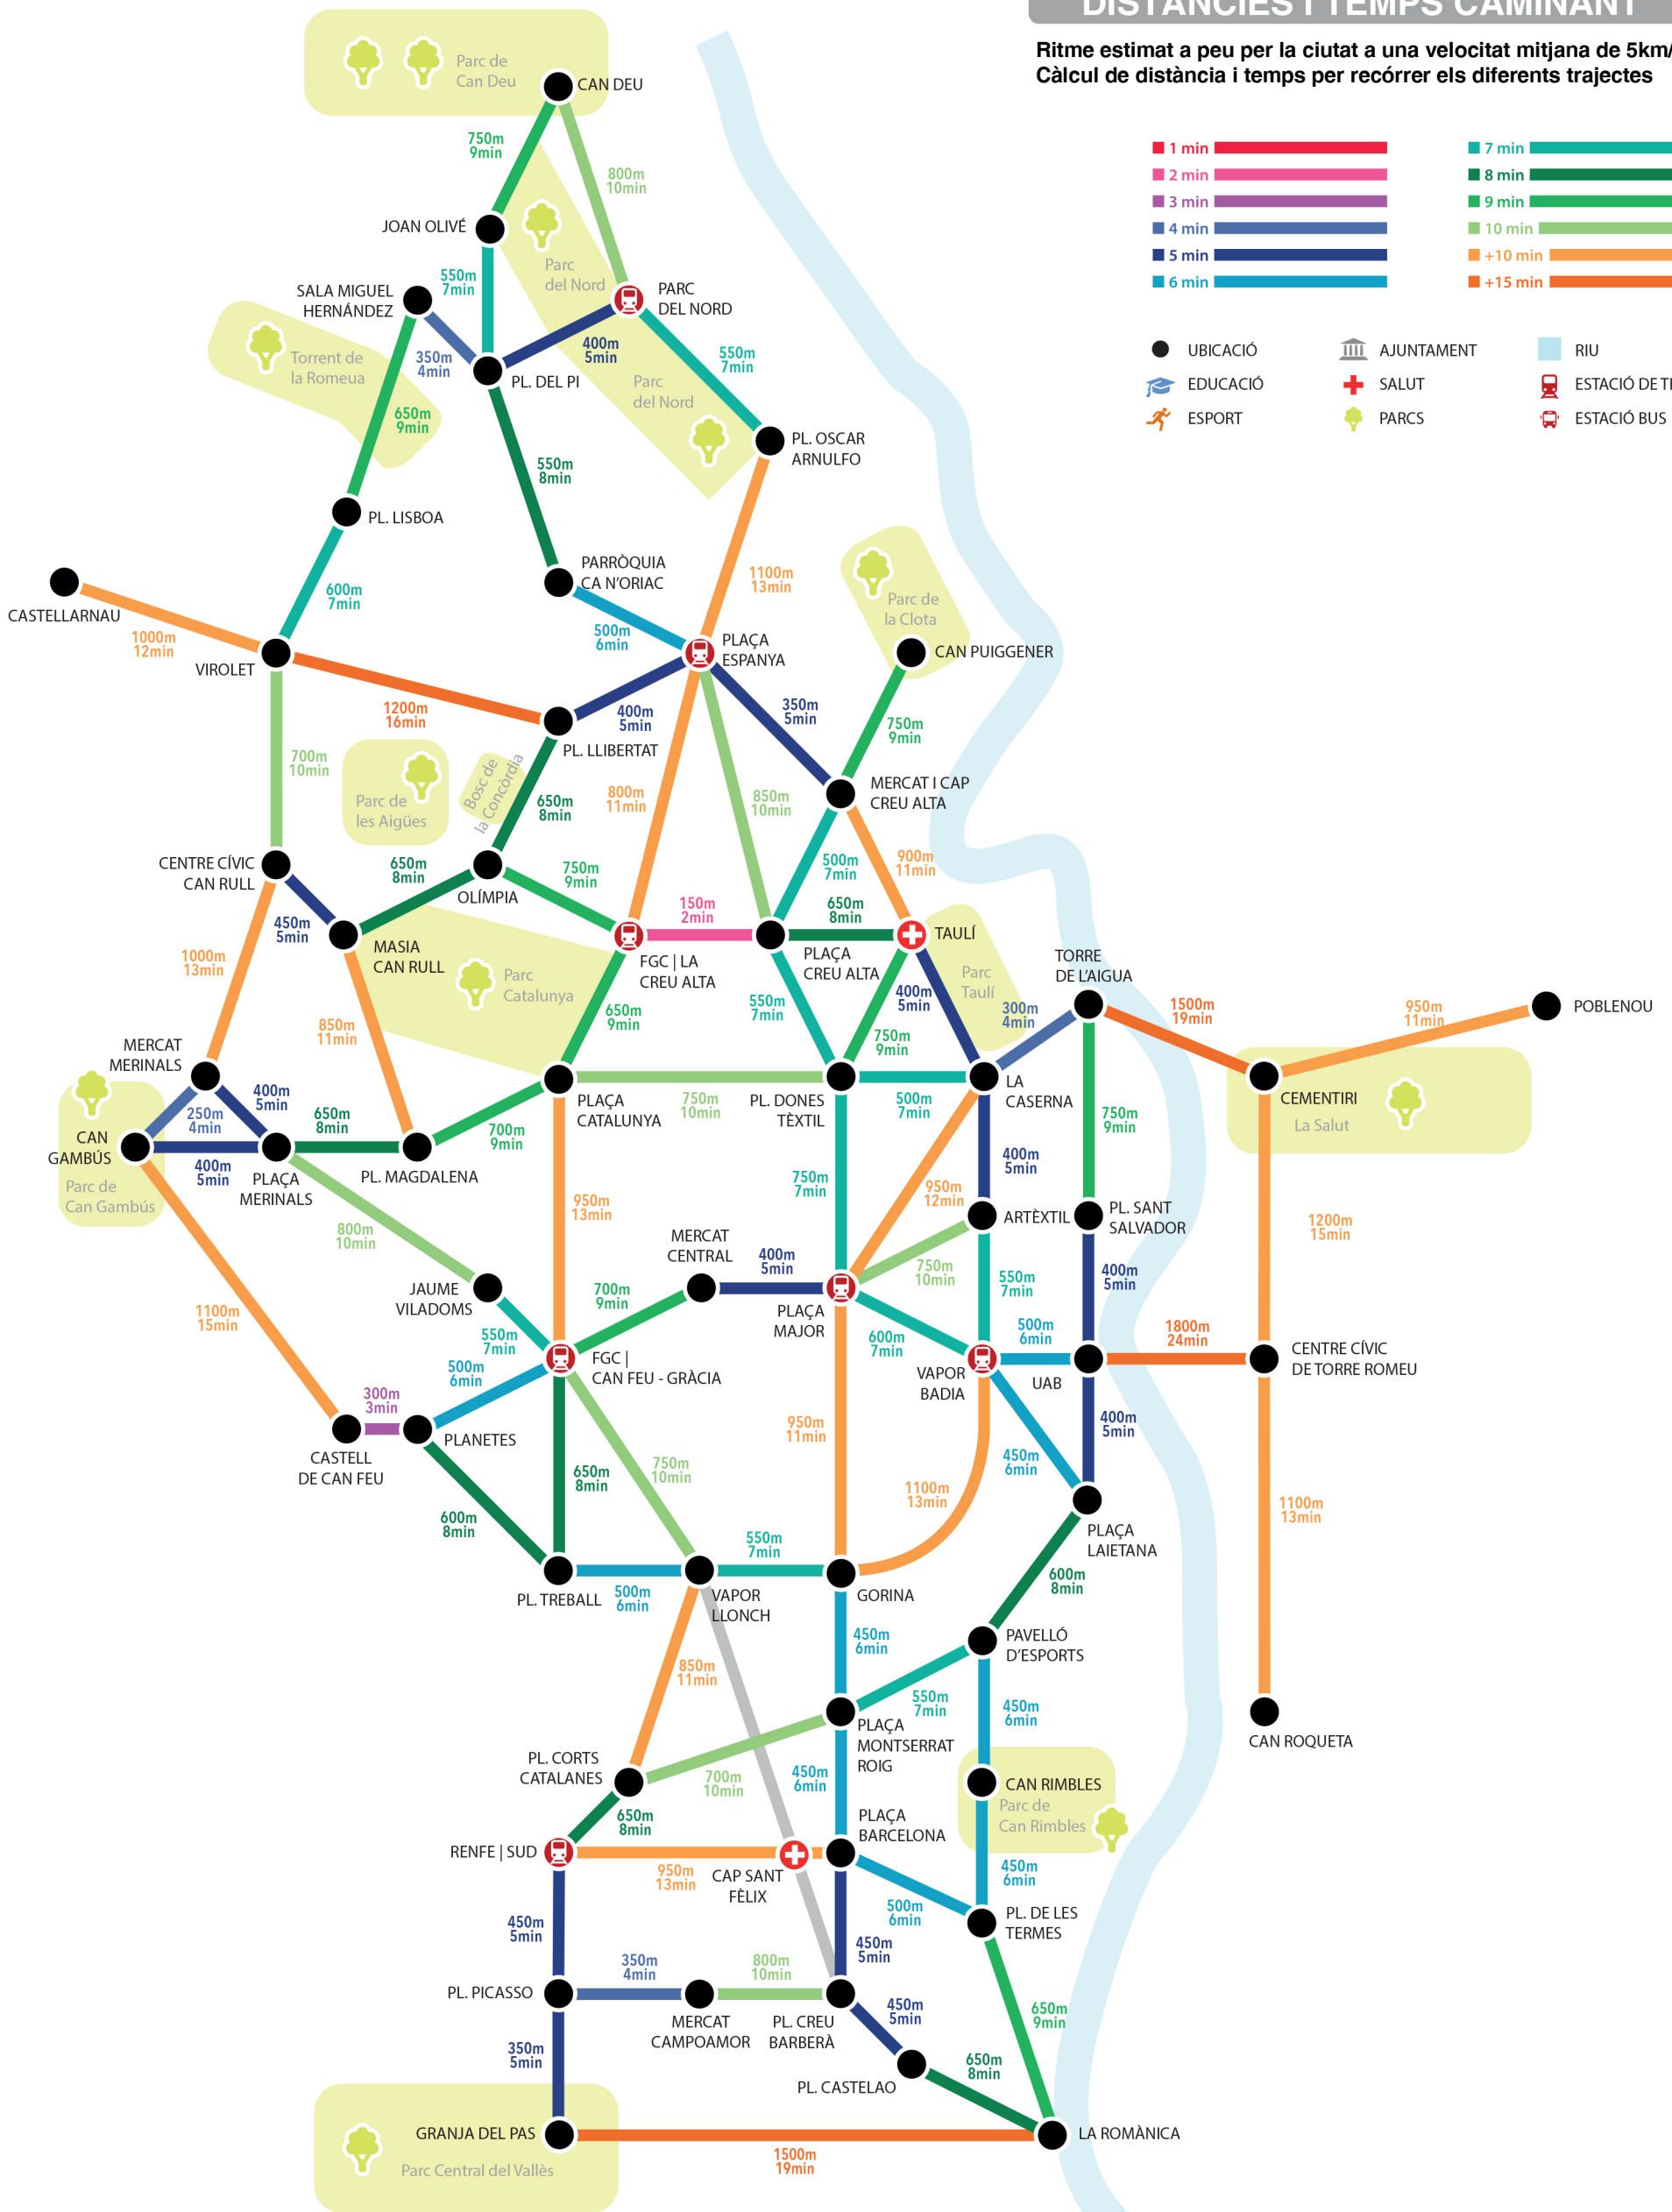 DISTÀNCIES I TEMPS CAMINANT
Ritme estimat a peu per la ciutat a una velocitat mitjana de 5km/
Càlcul de distància i temps per recórrer els diferents trajectes
1 min
2 min
3 min
4 min
5 min
6 min
7 min
8 min
9 min
10 min
+10 min
+15 min
UBICACIÓ
AJUNTAMENT
RIU
EDUCACIÓ
SALUT
ESTACIÓ DE
ESPORT
PARCS
ESTACIÓ BUS
Parc de
Can Deu
CAN DEU
750m
9min
800m
10min
JOAN OLIVÉ
Parc
del Nord
550m
7min
SALA MIGUEL
HERNÁNDEZ
PARC
DEL NORD
350m
4min
400m
5min
550m
7min
Torrent de
la Romeua
PL. DEL PI
Parc
del Nord
650m
9min
PL. OSCAR
ARNULFO
550m
8min
PL. LISBOA
PARRÒQUIA
CA N'ORIAC
1100m
13min
Parc de
la Clota
600m
7min
CASTELLARNAU
1000m
12min
500m
6min
PLAÇA
ESPANYA
CAN PUIGGENER
VIROLET
1200m
16min
400m
5min
350m
5min
750m
9min
PL. LLIBERTAT
700m
10min
Bosc de
la Concòrdia
Parc de
les Aigües
650m
8min
800m
11min
850m
10min
MERCAT I CAP
CREU ALTA
CENTRE CÍVIC
CAN RULL
650m
8min
750m
9min
500m
7min
900m
11min
OLÍMPIA
450m
5min
150m
2min
650m
8min
TAULÍ
MASIA
CAN RULL
FGC | LA
CREU ALTA
PLAÇA
CREU ALTA
TORRE
DE L'AIGUA
1000m
13min
Parc
Catalunya
Parc
Taulí
850m
11min
650m
9min
550m
7min
400m
5min
300m
4min
1500m
19min
950m
11min
POBLENOU
750m
9min
MERCAT
MERINALS
400m
5min
250m
4min
650m
8min
PLAÇA
CATALUNYA
750m
10min
PL. DONES
TÈXTIL
500m
7min
LA
CASERNA
750m
9min
CEMENTIRI
La Salut
CAN
GAMBÚS
400m
5min
700m
9min
PLAÇA
MERINALS
PL. MAGDALENA
Parc de
Can Gambús
750m
7min
400m
5min
950m
12min
950m
13min
ARTÈXTIL
PL. SANT
SALVADOR
1200m
15min
800m
10min
MERCAT
CENTRAL
400m
5min
750m
10min
550m
7min
400m
5min
JAUME
VILADOMS
700m
9min
PLAÇA
MAJOR
1100m
15min
550m
7min
600m
7min
500m
6min
1800m
24min
CENTRE CÍVIC
DE TORRE ROMEU
FGC |
CAN FEU - GRÀCIA
500m
6min
VAPOR
BADIA
UAB
300m
3min
PLANETES
CASTELL
DE CAN FEU
950m
11min
400m
5min
450m
6min
650m
8min
750m
10min
1100m
13min
1100m
13min
600m
8min
PLAÇA
LAIETANA
550m
7min
600m
8min
PL. TREBALL
500m
6min
VAPOR
LLONCH
GORINA
450m
6min
PAVELLÓ
D'ESPORTS
850m
11min
550m
7min
450m
6min
PLAÇA
MONTSERRAT
ROIG
CAN ROQUETA
PL. CORTS
CATALANES
700m
10min
450m
6min
CAN RIMBLES
Parc de
Can Rimbles
650m
8min
PLAÇA
BARCELONA
RENFE | SUD
950m
13min
CAP SANT
FÈLIX
450m
6min
500m
6min
PL. DE LES
TERMES
450m
5min
450m
5min
350m
4min
800m
10min
PL. PICASSO
MERCAT
CAMPOAMOR
PL. CREU
BARBERÀ
450m
5min
650m
9min
350m
5min
650m
8min
PL. CASTELAO
GRANJA DEL PAS
LA ROMÀNICA
1500m
19min
Parc Central del Vallès